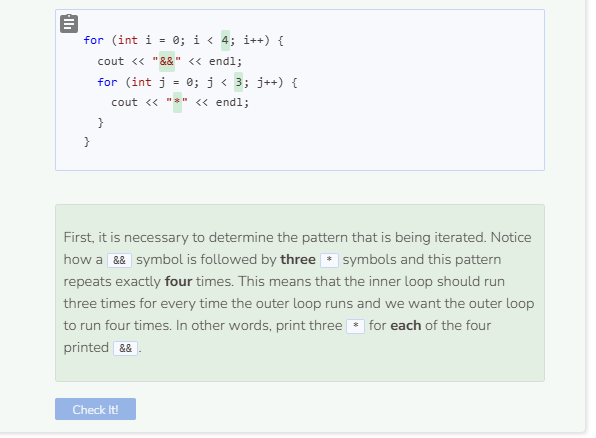 for (int i = 0; i < 4; i++) {
cout << "&&" << endl;
for (int j = 0; j < 3; j++) {
cout << "*" << endl;
}
}
First, it is necessary to determine the pattern that is being iterated. Notice
how a && symbol is followed by three * symbols and this pattern
repeats exactly four times. This means that the inner loop should run
three times for every time the outer loop runs and we want the outer loop
to run four times. In other words, print three * for each of the four
printed && .
Check It!